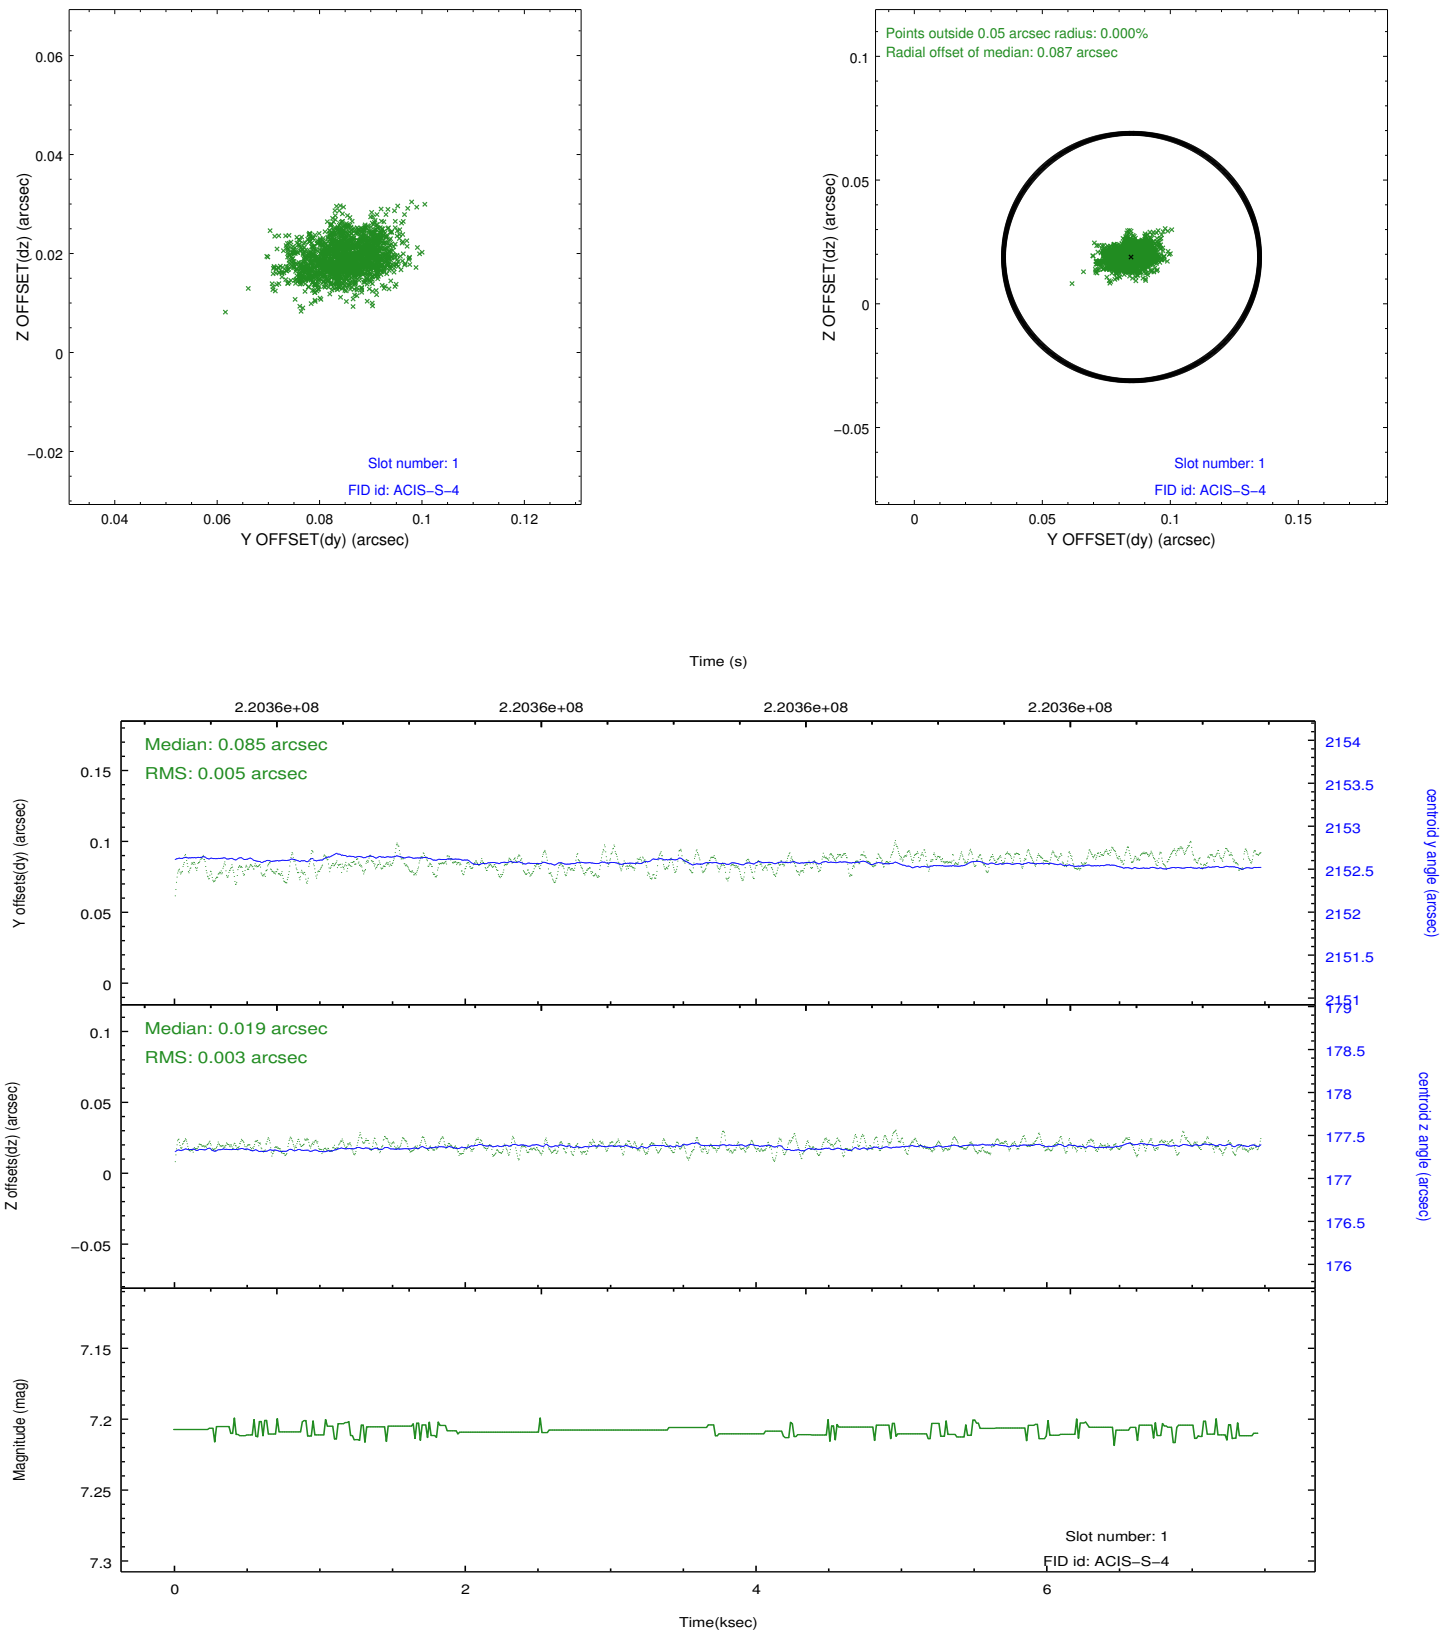 0.06
0.04
0.02
0
−0.02
Z OFFSET(dz) (arcsec)
Slot number: 1
FID id: ACIS−S−4
0.04 0.06 0.08 0.1 0.12
Y OFFSET(dy) (arcsec)
Points outside 0.05 arcsec radius: 0.000%
Radial offset of median: 0.087 arcsec
0.1
0.05
0
−0.05
Z OFFSET(dz) (arcsec)
Slot number: 1
FID id: ACIS−S−4
0 0.05 0.1 0.15
Y OFFSET(dy) (arcsec)
Time (s)
2.2036e+08 2.2036e+08 2.2036e+08 2.2036e+08
Median: 0.085 arcsec
RMS: 0.005 arcsec
0.15
0.1
0.05
0
Y offsets(dy) (arcsec)
2154
2153.5
2153
2152.5
2152
2151.5
2151
centroid y angle (arcsec)
Median: 0.019 arcsec
RMS: 0.003 arcsec
0.1
0.05
0
−0.05
Z offsets(dz) (arcsec)
179
178.5
178
177.5
177
176.5
176
centroid z angle (arcsec)
7.15
7.2
7.25
7.3
Magnitude (mag)
Slot number: 1
FID id: ACIS−S−4
0 2 4 6
Time(ksec)